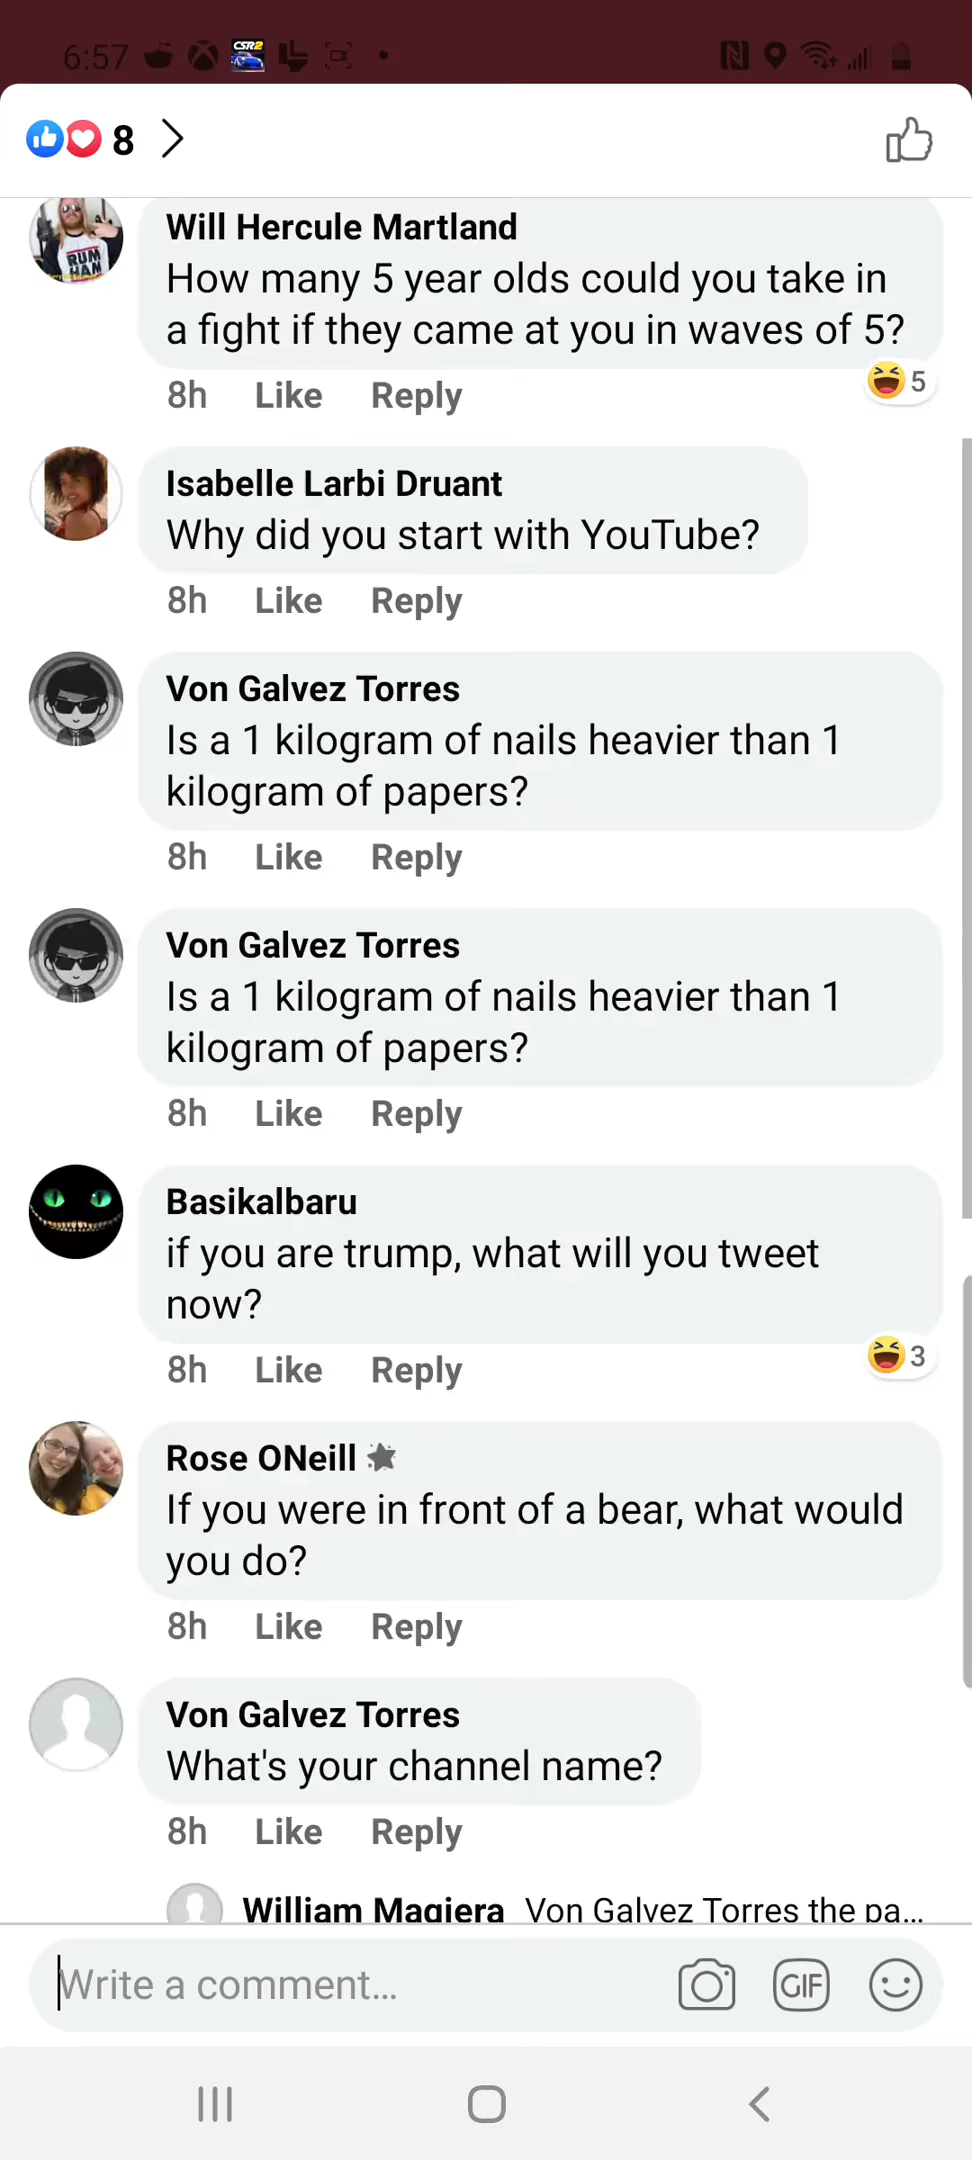 6:57
CSR2
8
Will Hercule Martland
How many 5 year olds could you take in
a fight if they came at you in waves of 5?
8h Like Reply
5
Isabelle Larbi Druant
Why did you start with YouTube?
8h Like Reply
Von Galvez Torres
Is a 1 kilogram of nails heavier than 1
kilogram of papers?
8h Like Reply
Von Galvez Torres
Is a 1 kilogram of nails heavier than 1
kilogram of papers?
8h Like Reply
Basikalbaru
if you are trump, what will you tweet
now?
8h Like Reply
3
Rose ONeill
If you were in front of a bear, what would
you do?
8h Like Reply
Von Galvez Torres
What's your channel name?
8h Like Reply
William Magiera Von Galvez Torres the pa...
Write a comment...
GIF